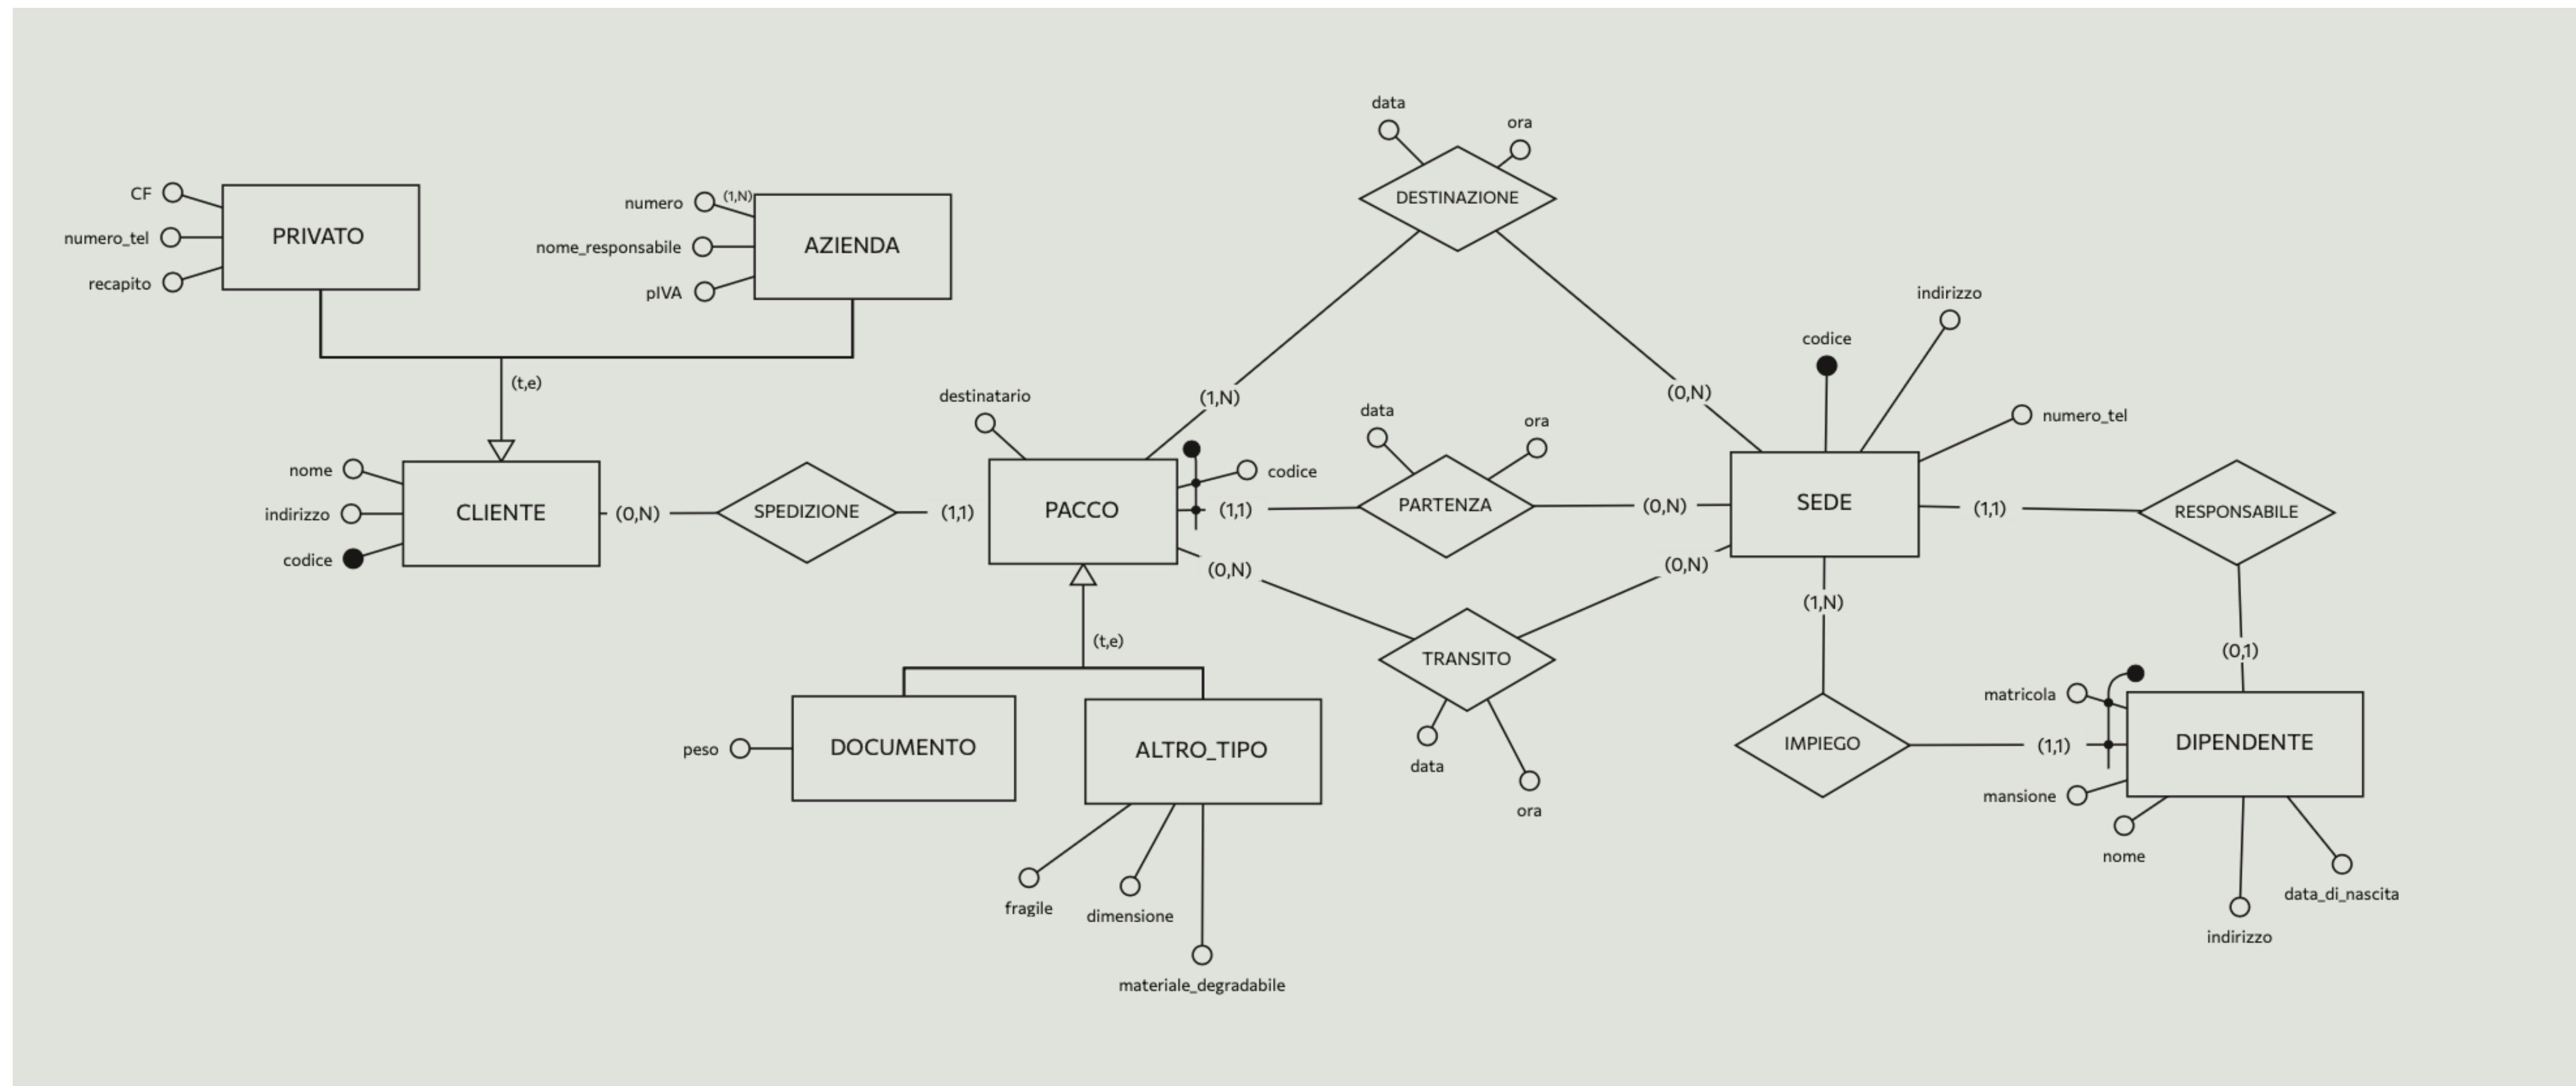 data
ora
DESTINAZIONE
CF
numero_tel
recapito
PRIVATO
numero
(1,N)
nome_responsabile
pIVA
AZIENDA
(t,e)
nome
indirizzo
codice
CLIENTE
(0,N)
SPEDIZIONE
(1,1)
destinatario
PACCO
codice
(1,N)
(0,N)
(1,1)
data
ora
PARTENZA
(0,N)
(0,N)
TRANSITO
(0,N)
data
ora
(t,e)
peso
DOCUMENTO
ALTRO_TIPO
fragile
dimensione
materiale_degradabile
codice
indirizzo
numero_tel
SEDE
(1,1)
RESPONSABILE
(0,1)
(1,N)
IMPIEGO
(1,1)
matricola
mansione
DIPENDENTE
nome
indirizzo
data_di_nascita